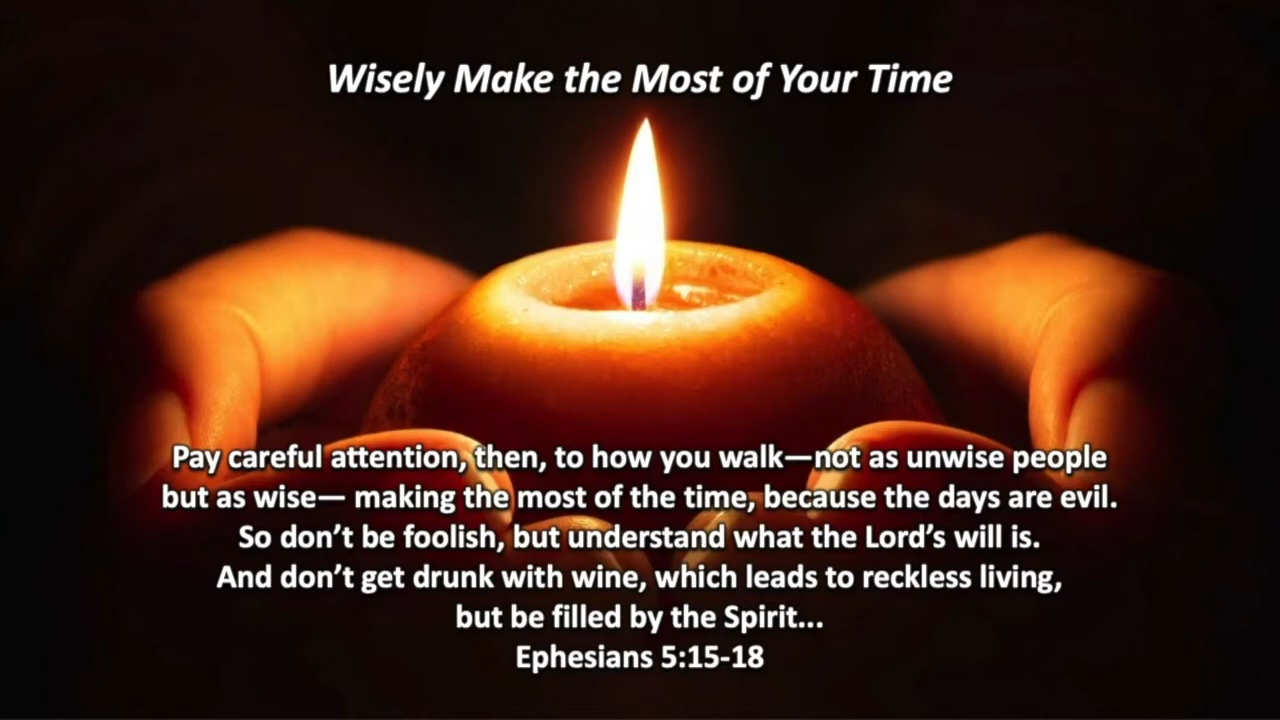 Wisely Make the Most of Your Time
Pay careful attention, then, to how you walk—not as unwise people
but as wise— making the most of the time, because the days are evil.
So don’t be foolish, but understand what the Lord’s will is.
And don’t get drunk with wine, which leads to reckless living,
but be filled by the Spirit...
Ephesians 5:15-18